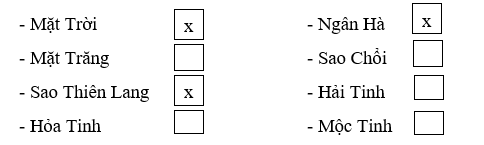 - Mặt Trời x
- Mặt Trăng
- Sao Thiên Lang x
- Hỏa Tinh
- Ngân Hà x
- Sao Chổi
- Hải Tinh
- Mộc Tinh